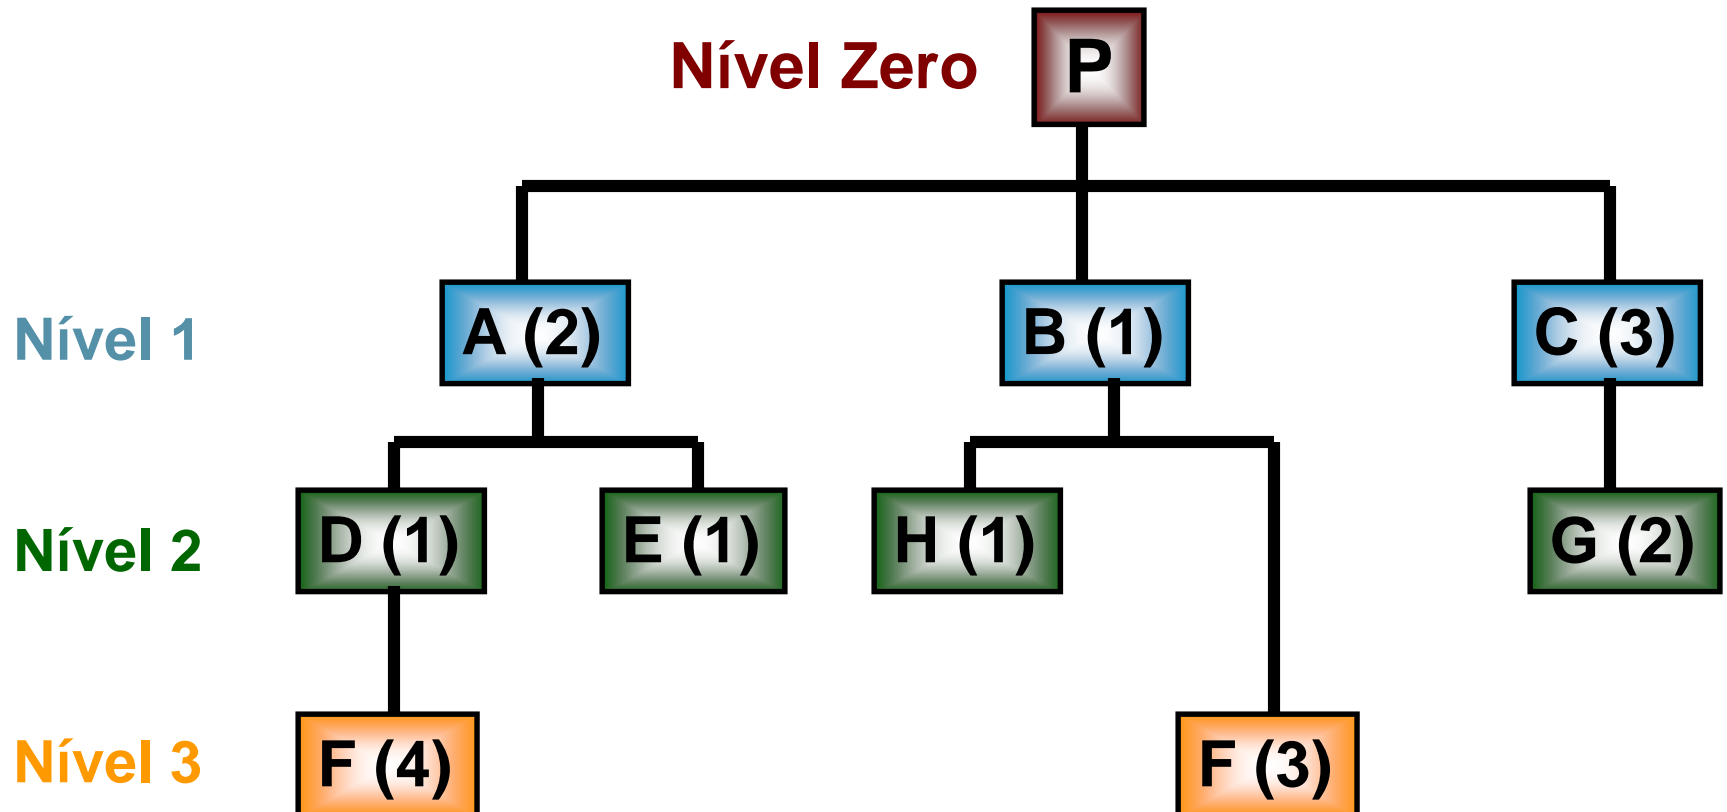 Nível Zero P
Nível 1 A (2) B (1) C (3)
Nível 2 D (1) E (1) H (1) G (2)
Nível 3 F (4) F (3)